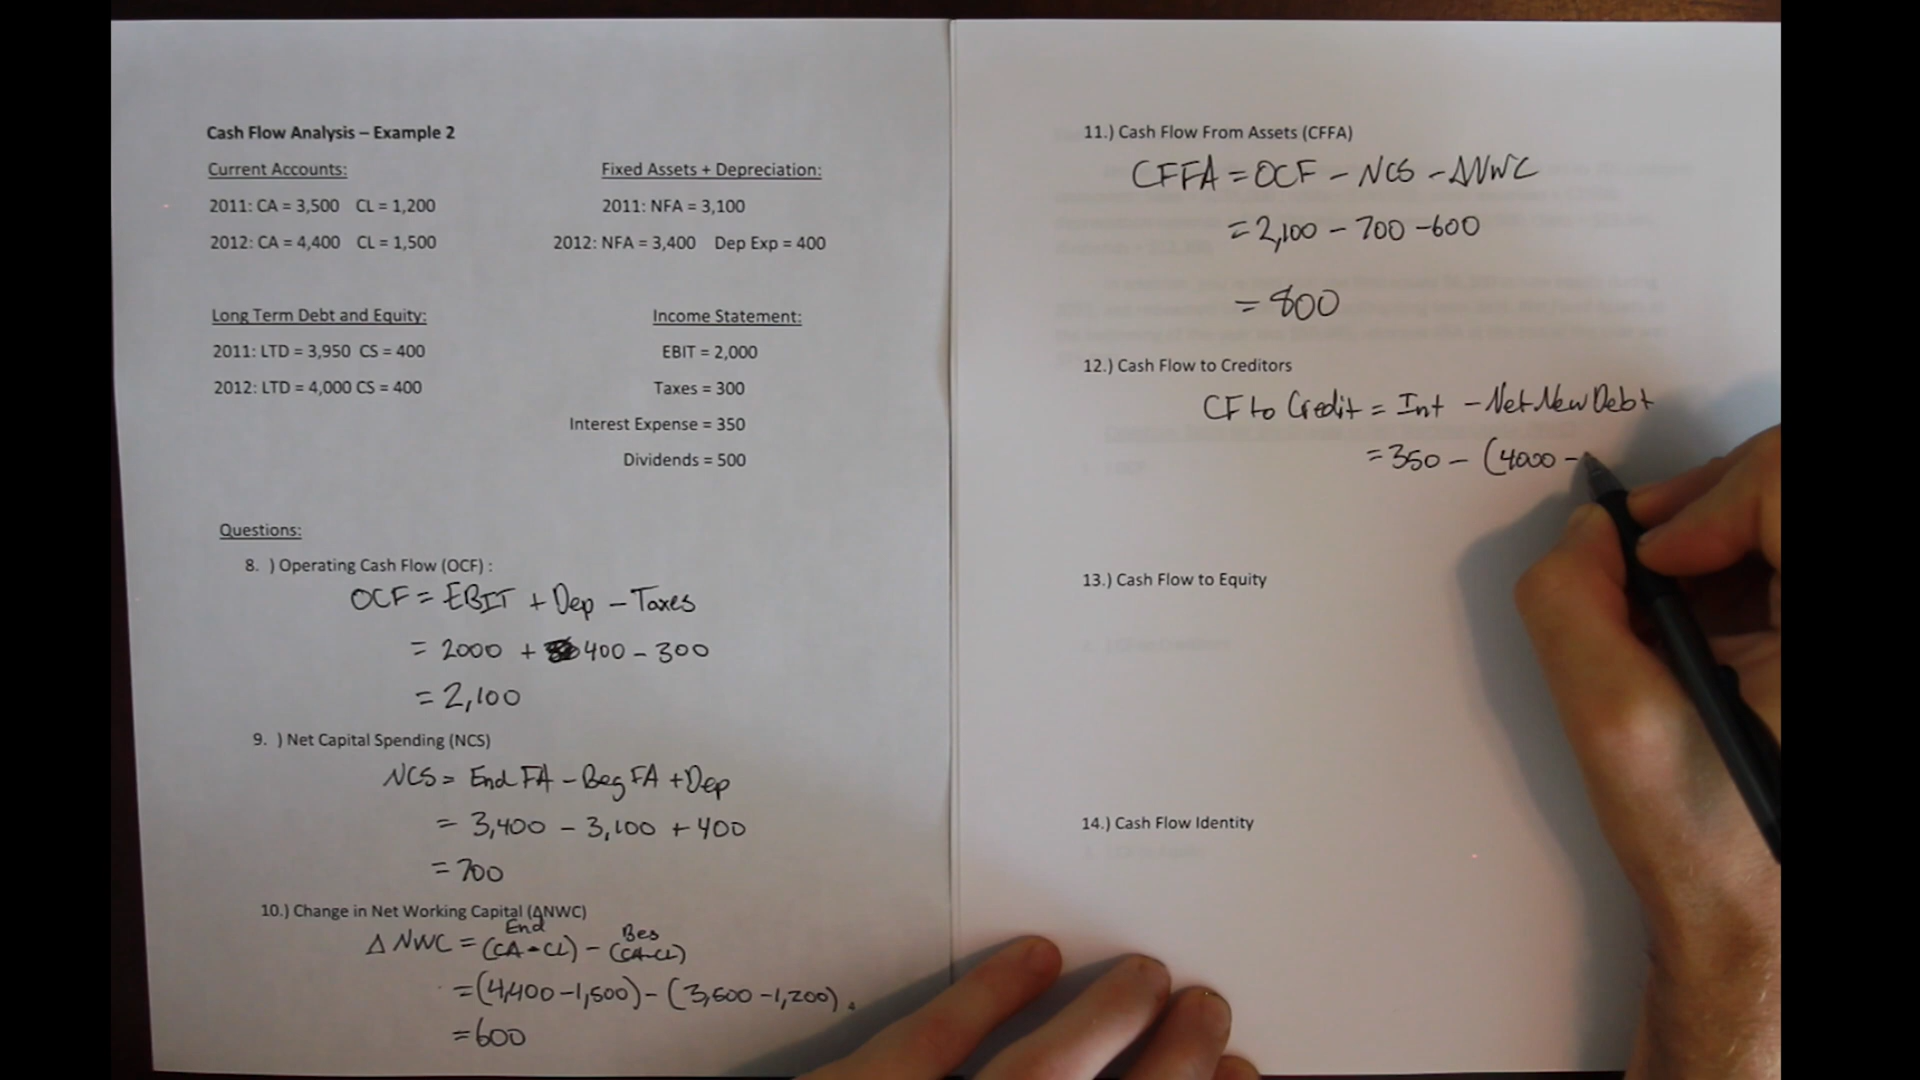 Cash Flow Analysis – Example 2
Current Accounts:
2011: CA = 3,500 CL = 1,200
2012: CA = 4,400 CL = 1,500
Fixed Assets + Depreciation:
2011: NFA = 3,100
2012: NFA = 3,400 Dep Exp = 400
Long Term Debt and Equity:
2011: LTD = 3,950 CS = 400
2012: LTD = 4,000 CS = 400
Income Statement:
EBIT = 2,000
Taxes = 300
Interest Expense = 350
Dividends = 500
Questions:
8. ) Operating Cash Flow (OCF) :
OCF = EBIT + Dep - Taxes
= 2000 + 400 - 300
= 2,100
9. ) Net Capital Spending (NCS)
NCS = End FA - Beg FA + Dep
= 3,400 - 3,100 + 400
= 700
10.) Change in Net Working Capital (ΔNWC)
End Beg
Δ NWC = (CA - CL) - (CA-CL)
= (4,400 - 1,500) - (3,500 - 1,200)
= 600
11.) Cash Flow From Assets (CFFA)
CFFA = OCF - NCS - ΔNWC
= 2,100 - 700 - 600
= 800
12.) Cash Flow to Creditors
CF to Credit = Int - Net New Debt
= 350 - (4000 -
13.) Cash Flow to Equity
14.) Cash Flow Identity